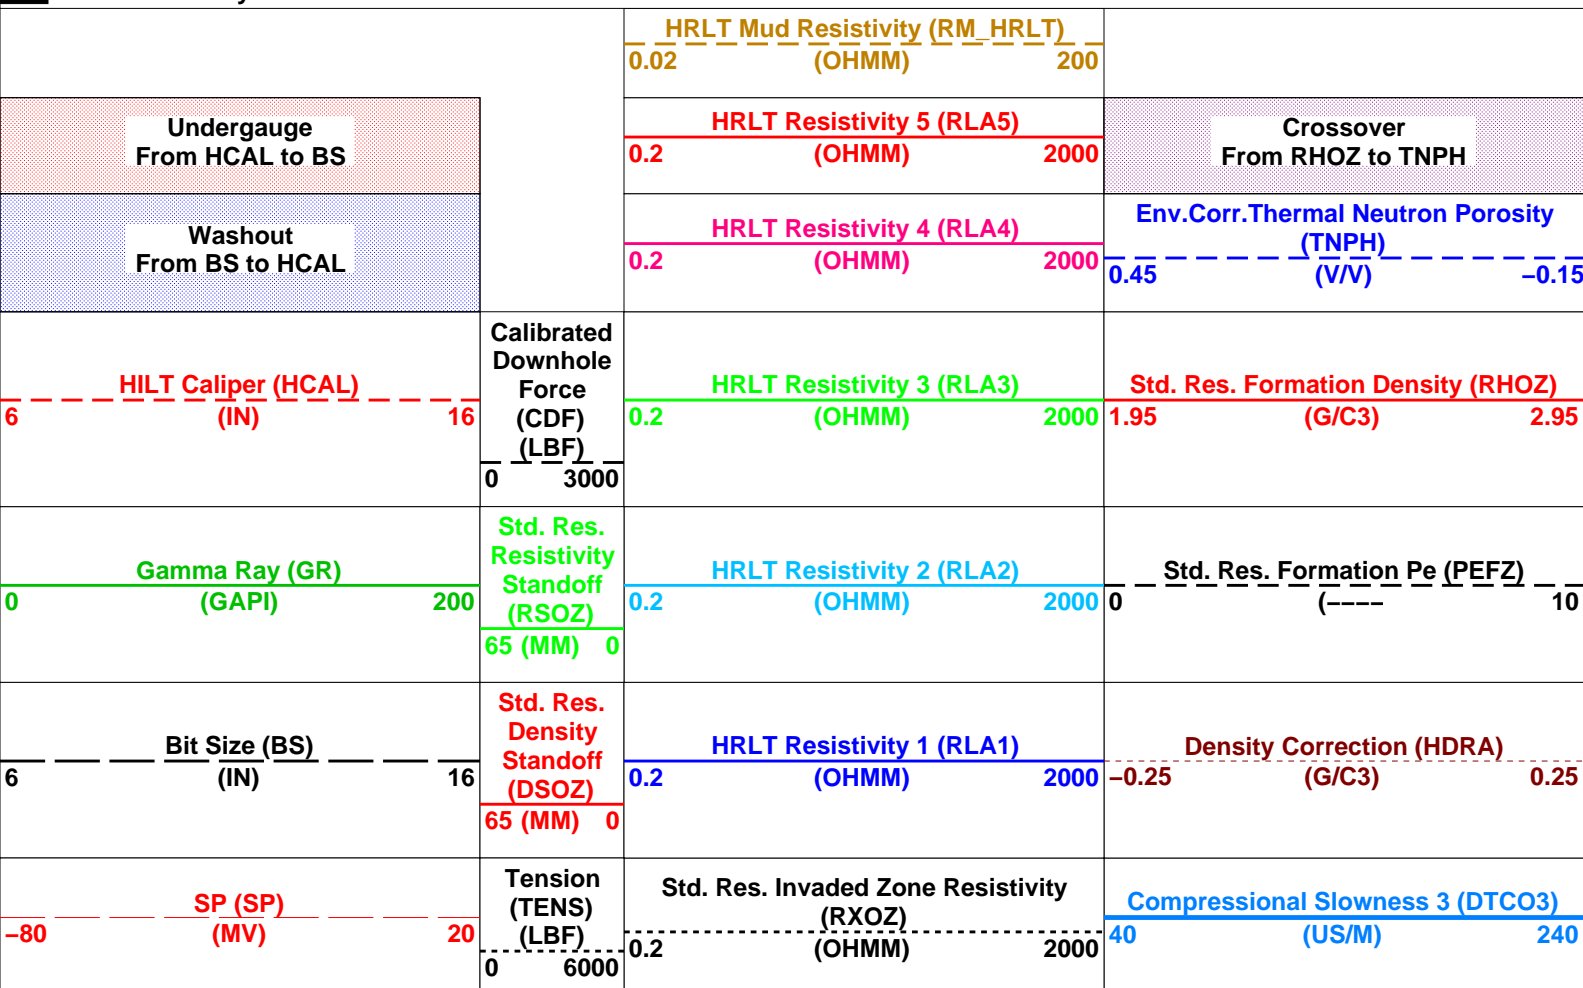 HRLT Mud Resistivity (RM_HRLT)
0.02 (OHMM) 200
Undergauge
From HCAL to BS
HRLT Resistivity 5 (RLA5)
0.2 (OHMM) 2000
Crossover
From RHOZ to TNPH
Washout
From BS to HCAL
HRLT Resistivity 4 (RLA4)
0.2 (OHMM) 2000
Env.Corr.Thermal Neutron Porosity
(TNPH)
0.45 (V/V) −0.15
HILT Caliper (HCAL)
6 (IN) 16
Calibrated
Downhole
Force
(CDF)
(LBF)
0 3000
HRLT Resistivity 3 (RLA3)
0.2 (OHMM) 2000
Std. Res. Formation Density (RHOZ)
1.95 (G/C3) 2.95
Gamma Ray (GR)
0 (GAPI) 200
Std. Res.
Resistivity
Standoff
(RSOZ)
65 (MM) 0
HRLT Resistivity 2 (RLA2)
0.2 (OHMM) 2000
Std. Res. Formation Pe (PEFZ)
0 (−−−− 10
Bit Size (BS)
6 (IN) 16
Std. Res.
Density
Standoff
(DSOZ)
65 (MM) 0
HRLT Resistivity 1 (RLA1)
0.2 (OHMM) 2000
Density Correction (HDRA)
−0.25 (G/C3) 0.25
SP (SP)
−80 (MV) 20
Tension
(TENS)
(LBF)
0 6000
Std. Res. Invaded Zone Resistivity
(RXOZ)
0.2 (OHMM) 2000
Compressional Slowness 3 (DTCO3)
40 (US/M) 240